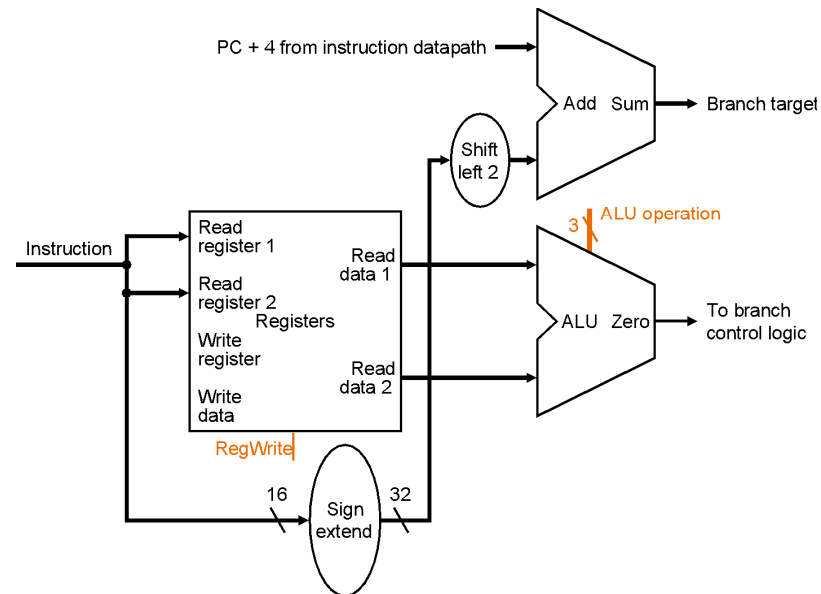 PC + 4 from instruction datapath
Add Sum
Branch target
Shift
left 2
ALU operation
3
Instruction
Read
register 1
Read
data 1
Read
register 2
Registers
ALU Zero
To branch
control logic
Write
register
Read
data 2
Write
data
RegWrite
16
32
Sign
extend